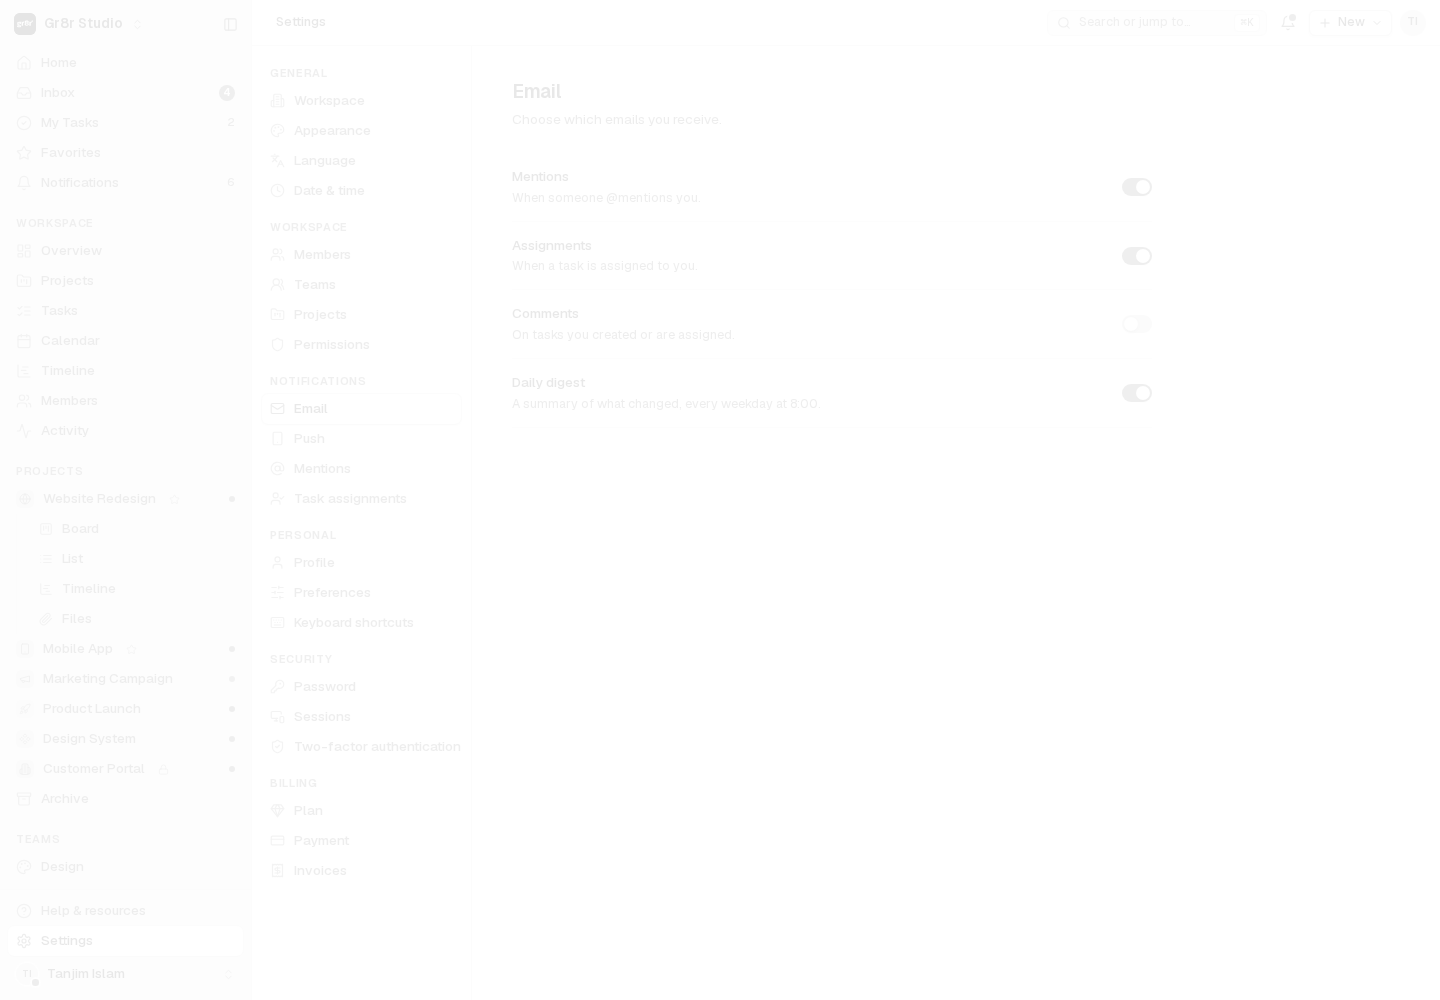 gr8r
Gr8r Studio
Home
Inbox
4
My Tasks
2
Favorites
Notifications
6
WORKSPACE
Overview
Projects
Tasks
Calendar
Timeline
Members
Activity
PROJECTS
Website Redesign
Board
List
Timeline
Files
Mobile App
Marketing Campaign
Product Launch
Design System
Customer Portal
Archive
TEAMS
Design
Help & resources
Settings
TI
Tanjim Islam
Settings
Search or jump to...
⌘K
New
TI
GENERAL
Workspace
Appearance
Language
Date & time
WORKSPACE
Members
Teams
Projects
Permissions
NOTIFICATIONS
Email
Push
Mentions
Task assignments
PERSONAL
Profile
Preferences
Keyboard shortcuts
SECURITY
Password
Sessions
Two-factor authentication
BILLING
Plan
Payment
Invoices
Email
Choose which emails you receive.
Mentions
When someone @mentions you.
Assignments
When a task is assigned to you.
Comments
On tasks you created or are assigned.
Daily digest
A summary of what changed, every weekday at 8:00.